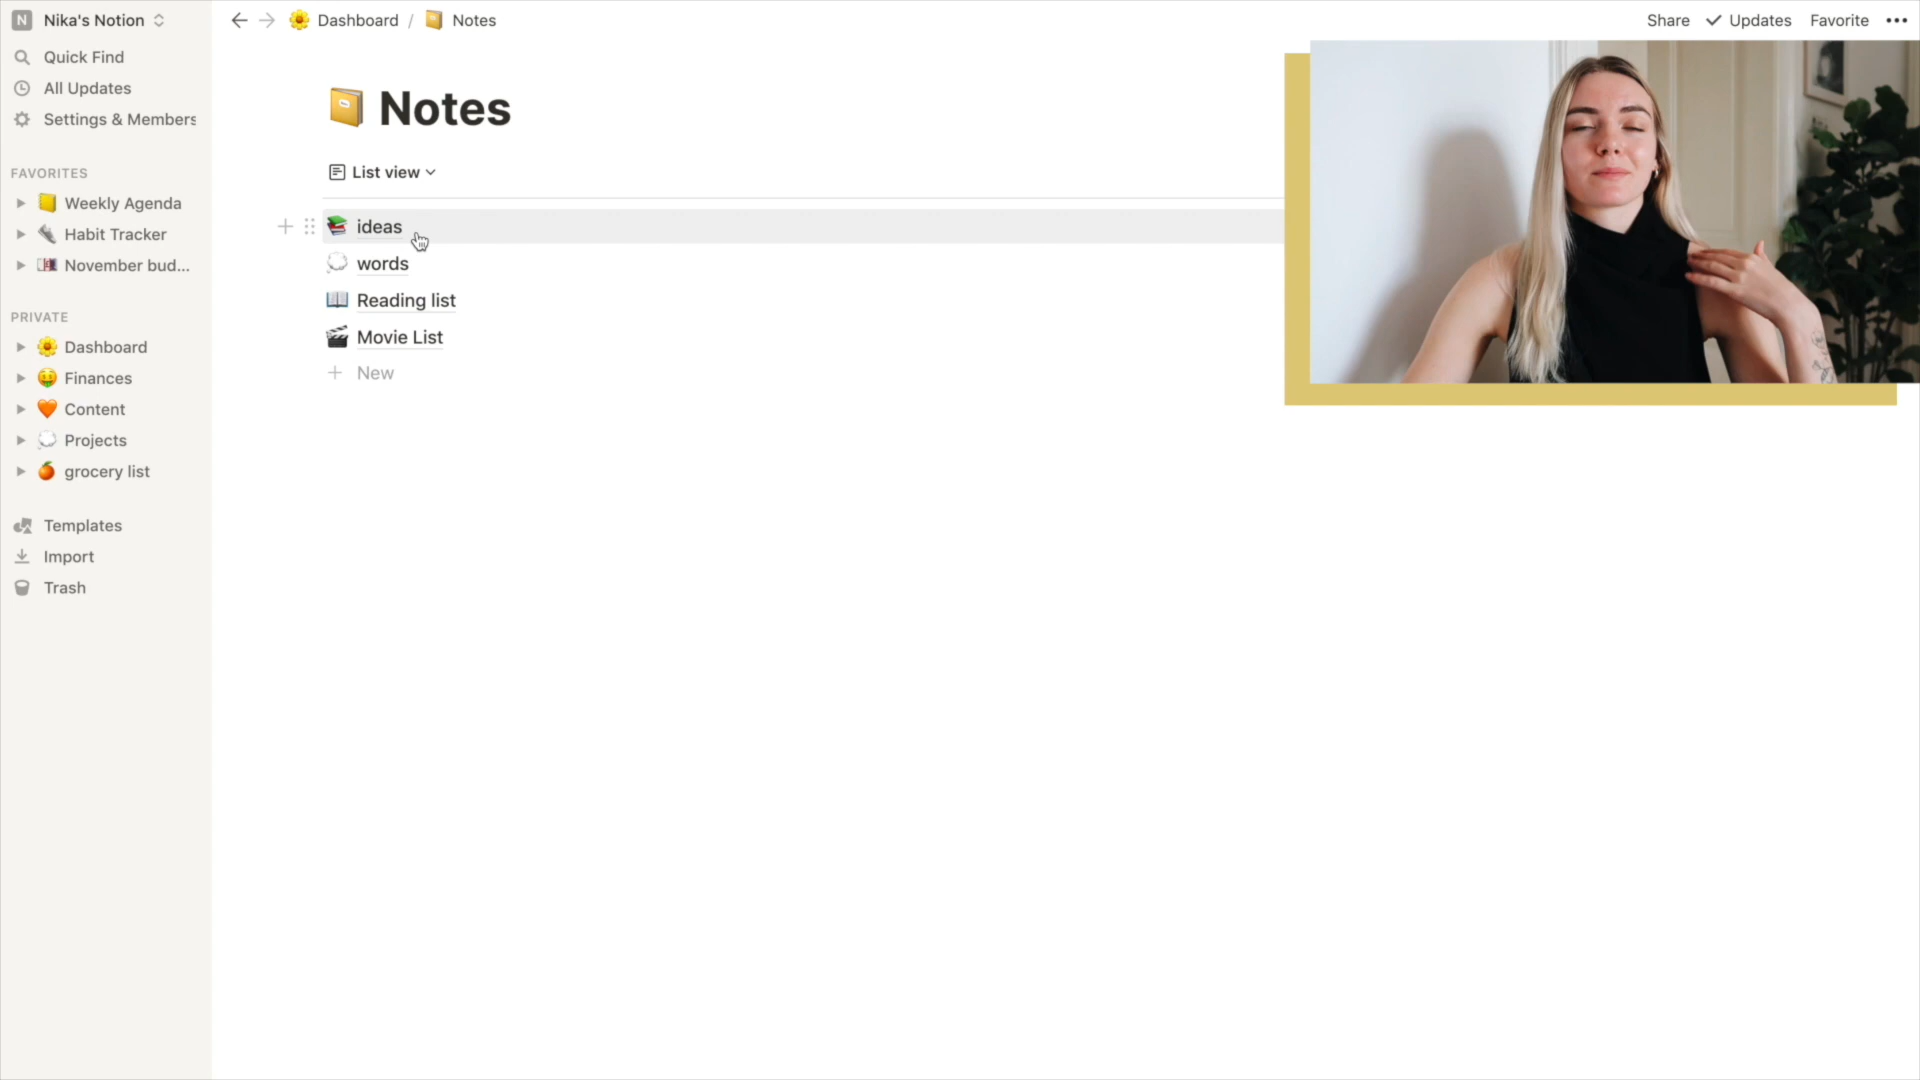 N Nika's Notion
Quick Find
All Updates
Settings & Members
FAVORITES
Weekly Agenda
Habit Tracker
November bud...
PRIVATE
Dashboard
Finances
Content
Projects
grocery list
Templates
Import
Trash
Dashboard / Notes
Share Updates Favorite
Notes
List view
ideas
words
Reading list
Movie List
New